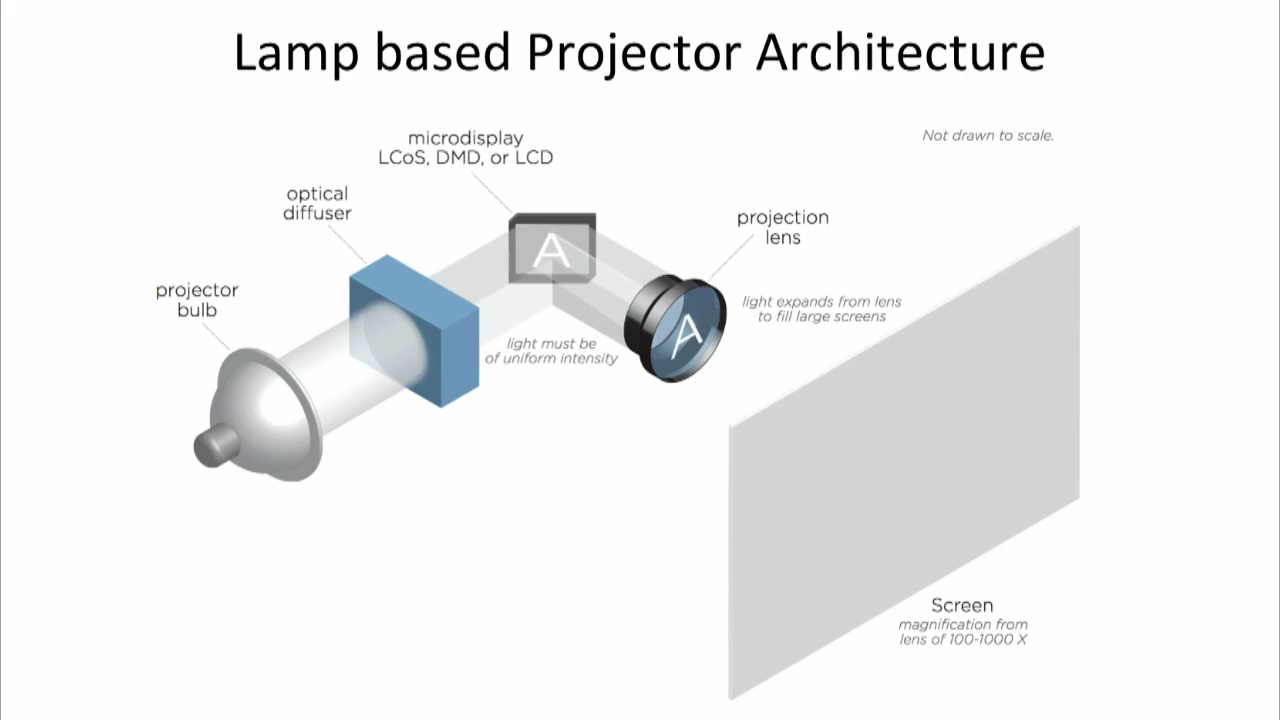 Lamp based Projector Architecture
Not drawn to scale.
microdisplay
LCoS, DMD, or LCD
optical
diffuser
projection
lens
projector
bulb
light expands from lens
to fill large screens
light must be
of uniform intensity
A
A
Screen
magnification from
lens of 100-1000 X